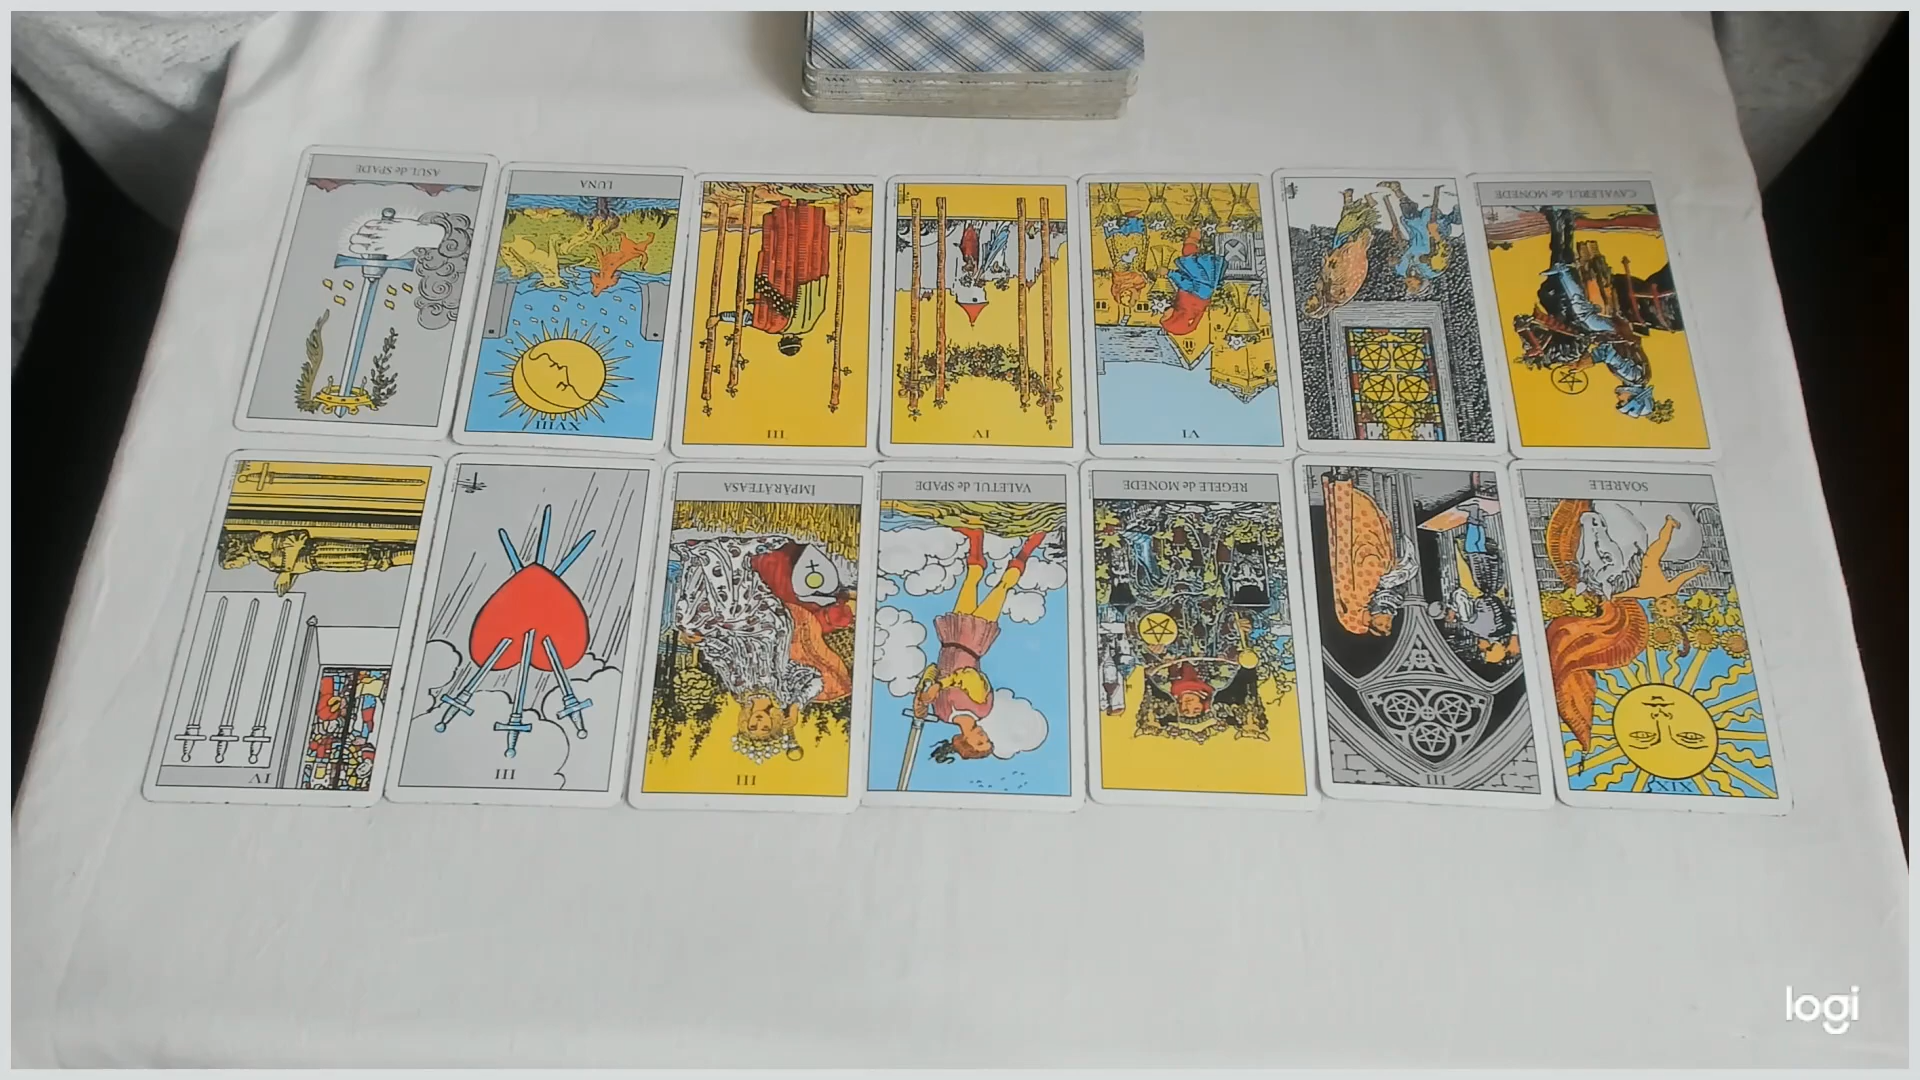 ASUL de SPADE
LUNA
XVIII
III
IV
VI
CAVALERUL de MONEDE
IV
III
ÎMPĂRĂTEASA
III
VALETUL de SPADE
REGELE de MONEDE
III
SOARELE
XIX
logi